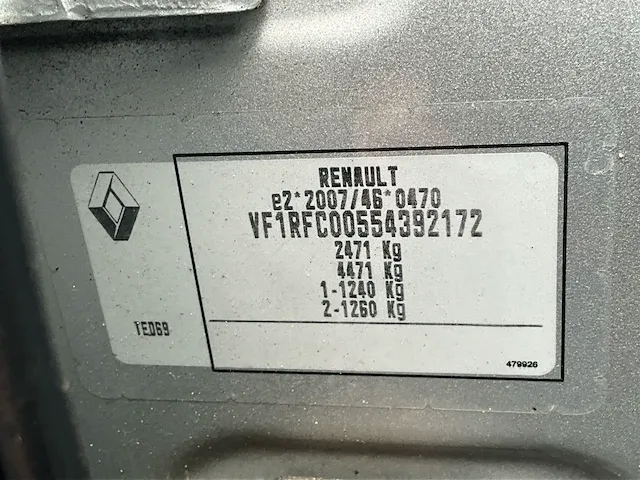 RENAULT
e2*2007/46*0470
VF1RFC00554392172
2471 Kg
4471 Kg
1-1240 Kg
2-1260 Kg
TED69
479926